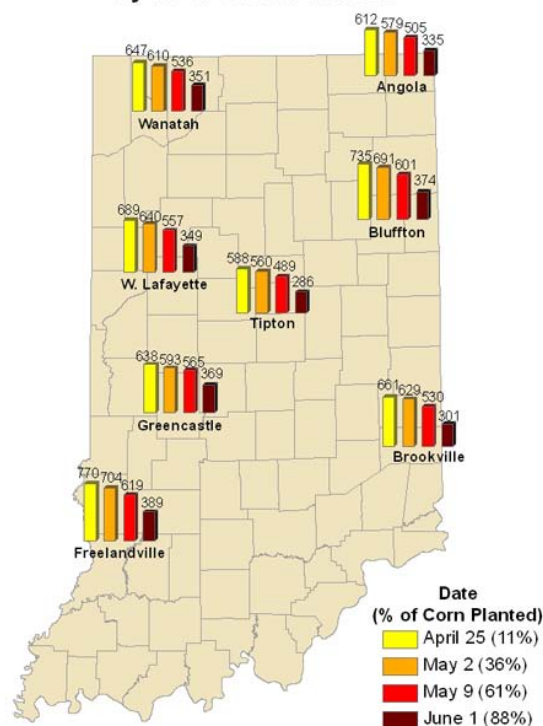 612 579 505 335
Angola
647 610 536 351
Wanatah
735 691 601 374
Bluffton
689 640 557 349
W. Lafayette
588 560 489 286
Tipton
638 593 565 369
Greencastle
661 629 530 301
Brookville
770 704 619 389
Freelandville
Date
(% of Corn Planted)
April 25 (11%)
May 2 (36%)
May 9 (61%)
June 1 (88%)